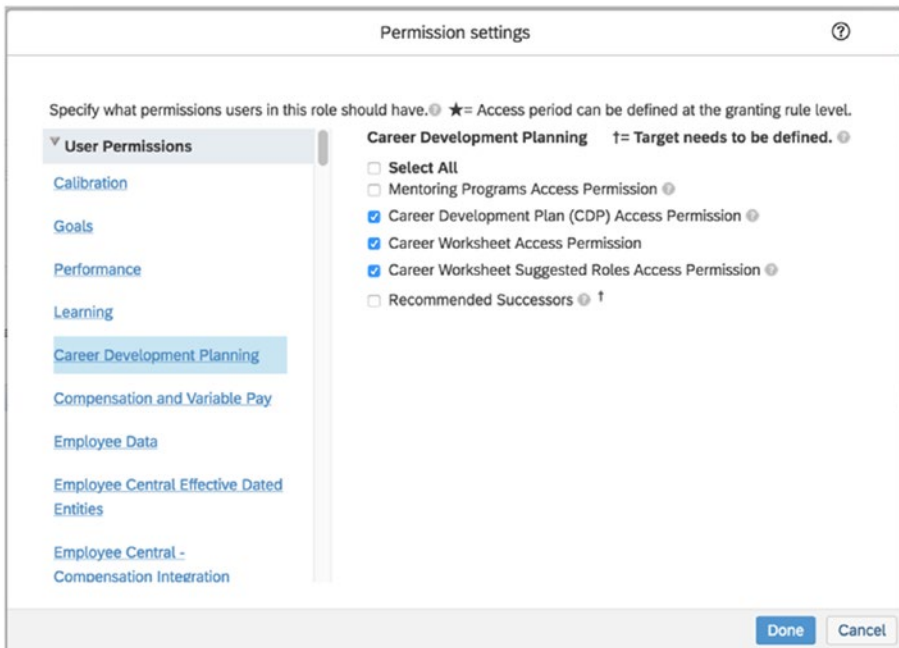 Permission settings
Specify what permissions users in this role should have. ★= Access period can be defined at the granting rule level.
User Permissions
Calibration
Goals
Performance
Learning
Career Development Planning
Compensation and Variable Pay
Employee Data
Employee Central Effective Dated
Entities
Employee Central -
Compensation Integration
Career Development Planning †= Target needs to be defined.
Select All
Mentoring Programs Access Permission
Career Development Plan (CDP) Access Permission
Career Worksheet Access Permission
Career Worksheet Suggested Roles Access Permission
Recommended Successors †
Done Cancel